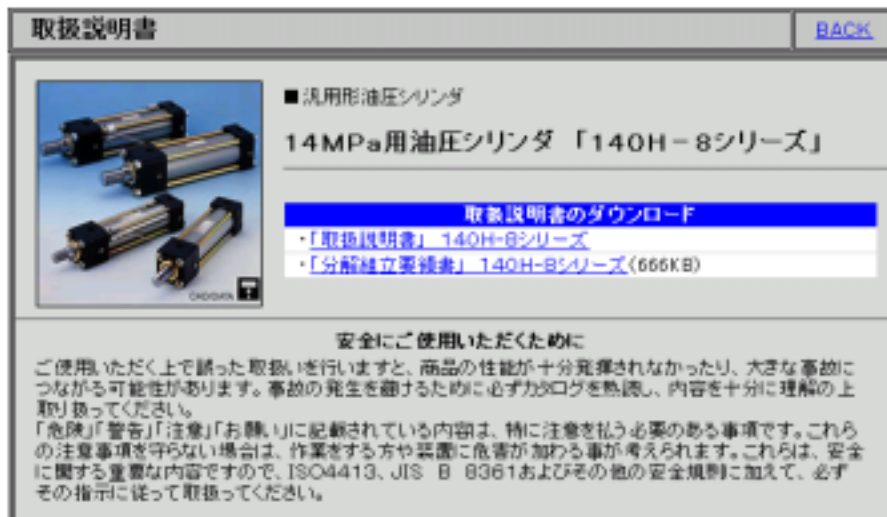 取扱説明書 BACK
■汎用形油圧シリンダ
14MPa用油圧シリンダ 「140H-8シリーズ」
取扱説明書のダウンロード
・「取扱説明書」 140H-8シリーズ
・「分解組立要領書」 140H-8シリーズ(666KB)
CAD/DATA
安全にご使用いただくために
ご使用いただく上で誤った取扱いを行いますと、商品の性能が十分発揮されなかったり、大きな事故に
つながる可能性があります。事故の発生を避けるために必ずカタログを熟読し、内容を十分に理解の上
取り扱ってください。
「危険」「警告」「注意」「お願い」に記載されている内容は、特に注意を払う必要のある事項です。これら
の注意事項を守らない場合は、作業をする方や装置に危害が加わる事が考えられます。これらは、安全
に関する重要な内容ですので、ISO4413、JIS B 8361およびその他の安全規則に加えて、必ず
その指示に従って取扱ってください。